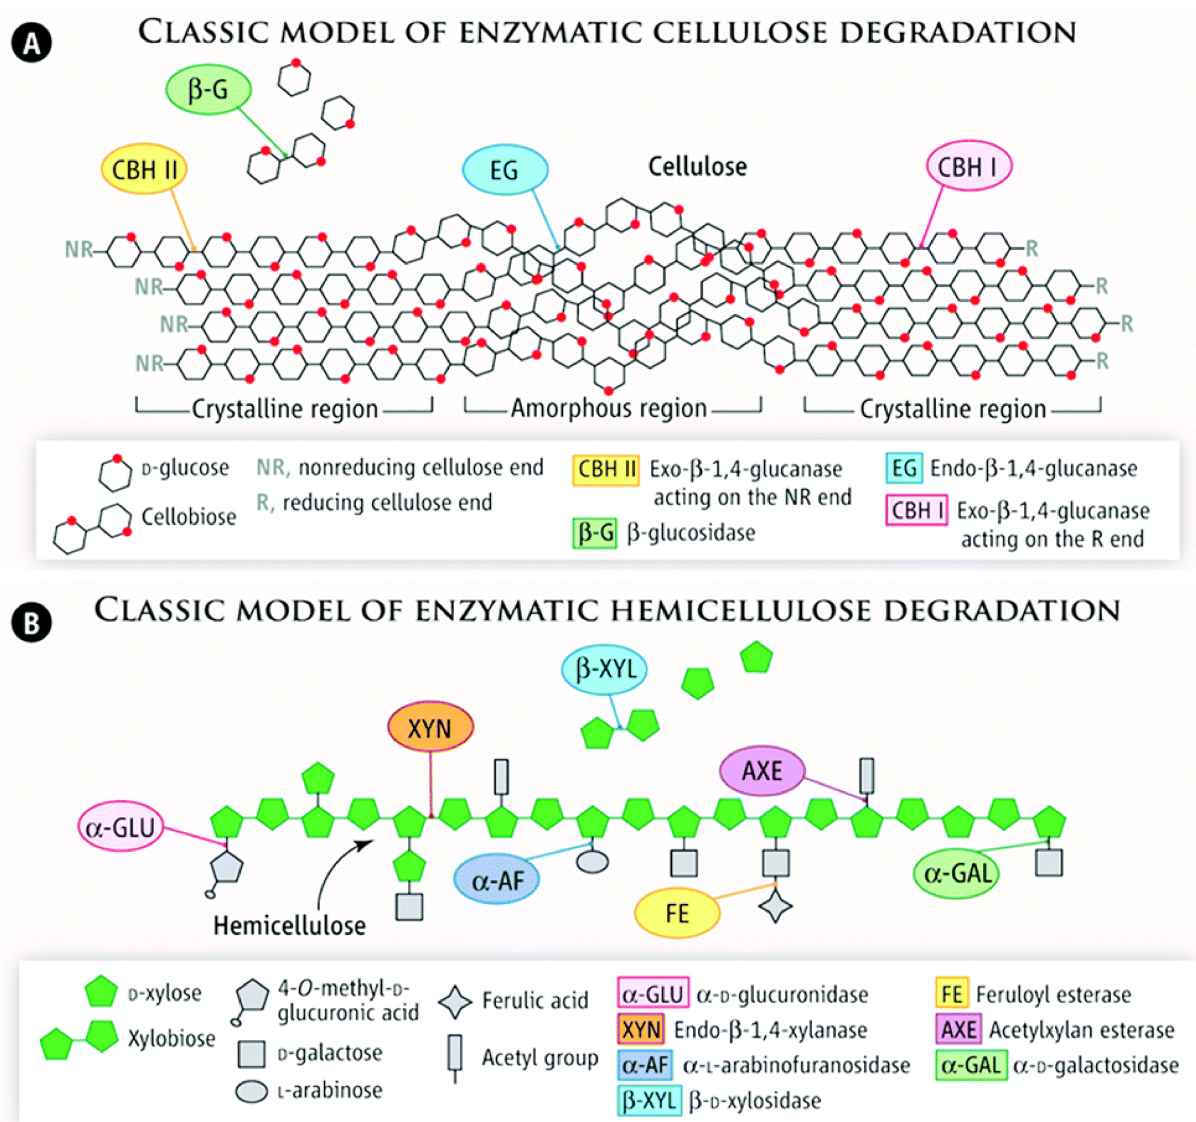 A
CLASSIC MODEL OF ENZYMATIC CELLULOSE DEGRADATION
β-G
CBH II
EG
Cellulose
CBH I
NR
R
NR
R
NR
R
NR
R
Crystalline region
Amorphous region
Crystalline region
D-glucose
Cellobiose
NR, nonreducing cellulose end
R, reducing cellulose end
CBH II Exo-β-1,4-glucanase
acting on the NR end
β-G β-glucosidase
EG Endo-β-1,4-glucanase
CBH I Exo-β-1,4-glucanase
acting on the R end
B
CLASSIC MODEL OF ENZYMATIC HEMICELLULOSE DEGRADATION
β-XYL
XYN
AXE
α-GLU
α-AF
α-GAL
FE
Hemicellulose
D-xylose
Xylobiose
4-O-methyl-D-
glucuronic acid
D-galactose
L-arabinose
Ferulic acid
Acetyl group
α-GLU α-D-glucuronidase
XYN Endo-β-1,4-xylanase
α-AF α-L-arabinofuranosidase
β-XYL β-D-xylosidase
FE Feruloyl esterase
AXE Acetylxylan esterase
α-GAL α-D-galactosidase